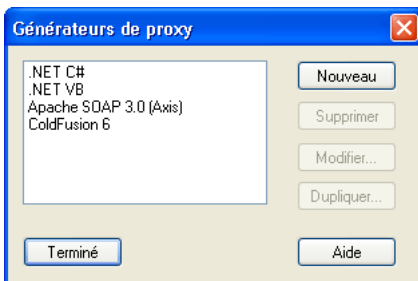 Générateurs de proxy
.NET C#
.NET VB
Apache SOAP 3.0 (Axis)
ColdFusion 6
Nouveau
Supprimer
Modifier...
Dupliquer...
Terminé
Aide